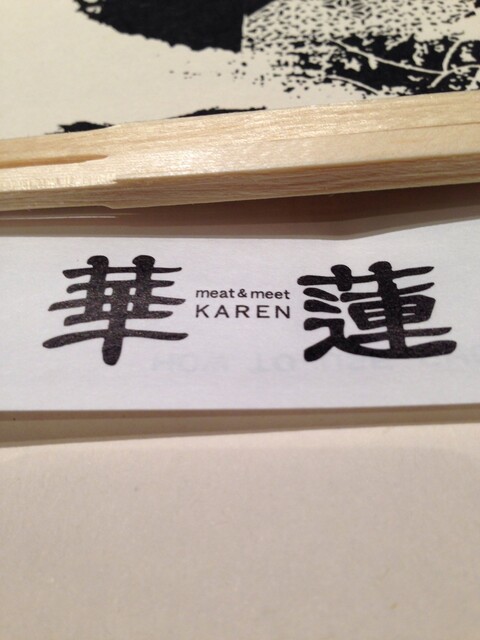 華
meat & meet
KAREN
蓮